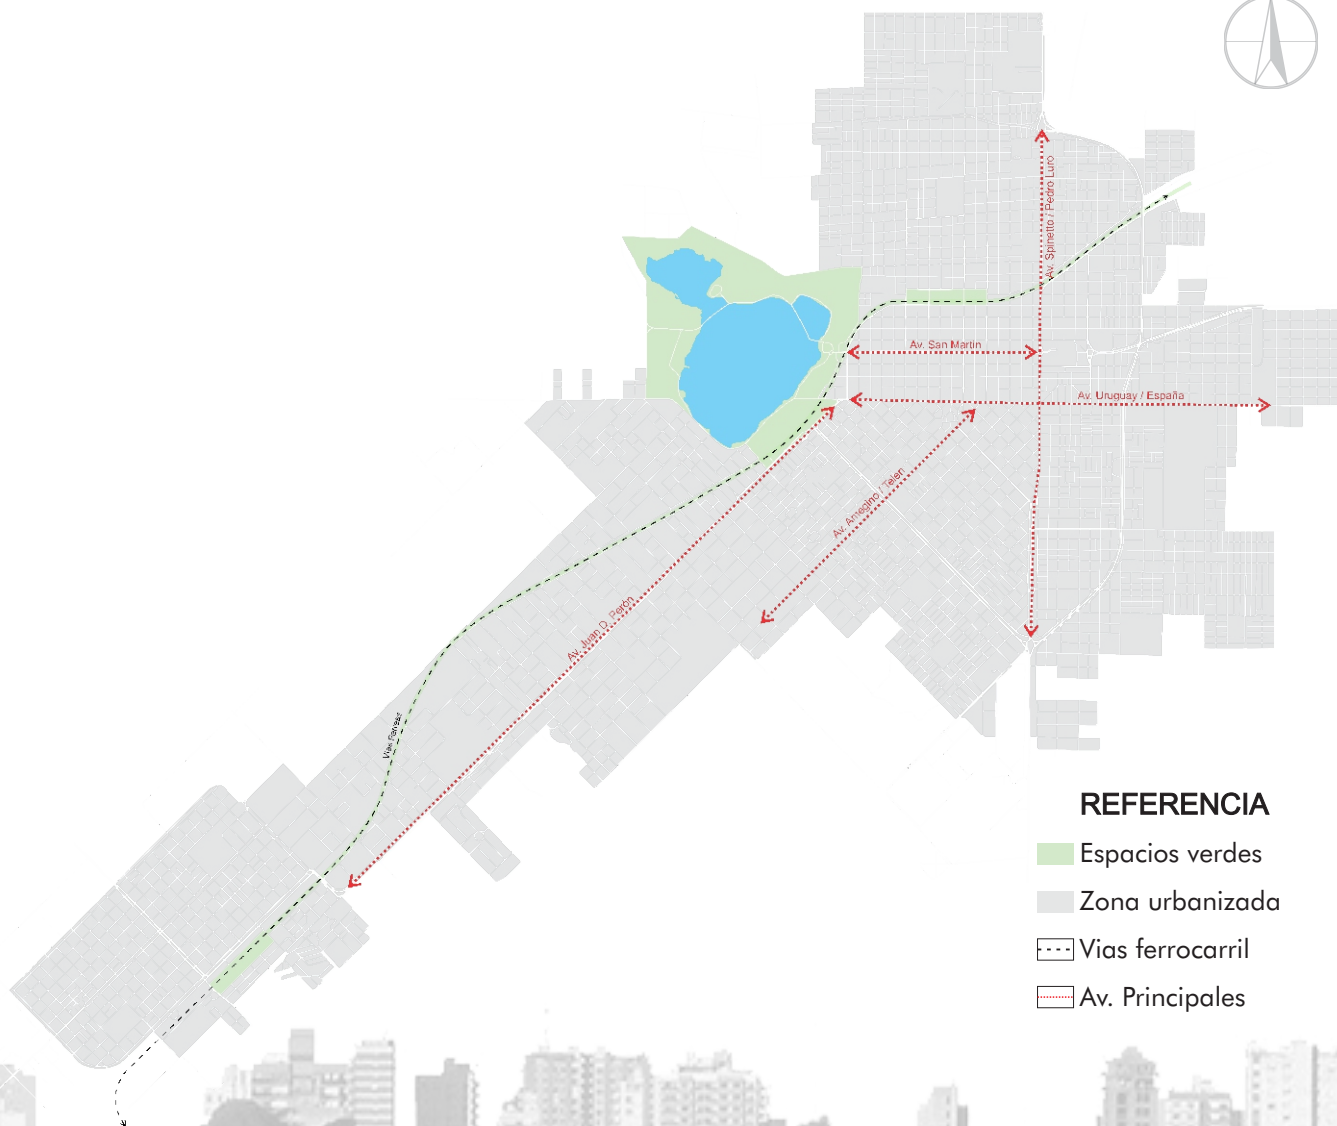 Av. Spinetto / Pedro Luro
Av. San Martin
Av. Uruguay / España
Av. Ameghino / Telen
Av. Juan D. Perón
Vias Ferreas
REFERENCIA
Espacios verdes
Zona urbanizada
Vias ferrocarril
Av. Principales